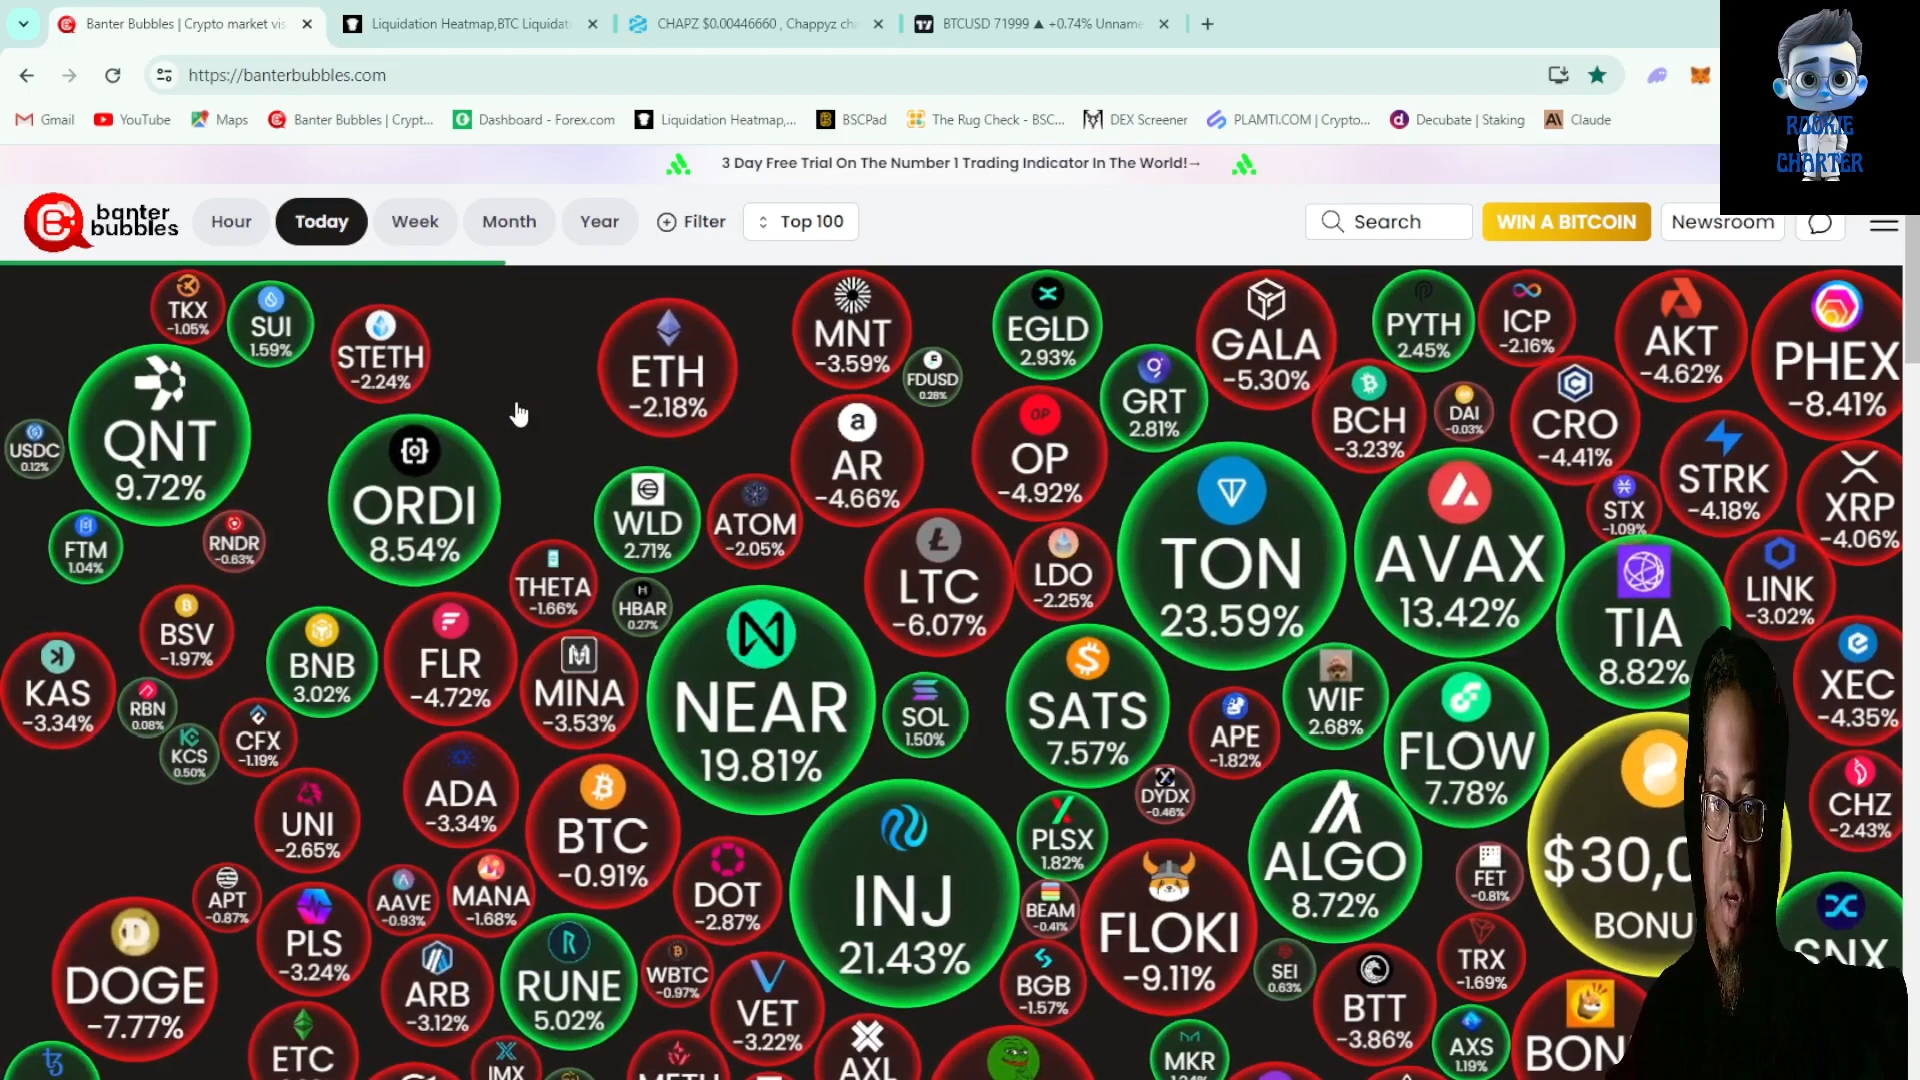 Banter Bubbles | Crypto market vis
Liquidation Heatmap,BTC Liquidat
CHAPZ $0.00446660 , Chappyz cha
BTCUSD 71999 ▲ +0.74% Unname
https://banterbubbles.com
Gmail
YouTube
Maps
Banter Bubbles | Crypt...
Dashboard - Forex.com
Liquidation Heatmap,...
BSCPad
The Rug Check - BSC...
DEX Screener
PLAMTI.COM | Crypto...
Decubate | Staking
Claude
ROOKIE
CHARTER
3 Day Free Trial On The Number 1 Trading Indicator In The World!→
banter
bubbles
Hour
Today
Week
Month
Year
Filter
Top 100
Search
WIN A BITCOIN
Newsroom
TKX
-1.05%
SUI
1.59%
STETH
-2.24%
ETH
-2.18%
MNT
-3.59%
FDUSD
0.28%
EGLD
2.93%
GRT
2.81%
GALA
-5.30%
PYTH
2.45%
ICP
-2.16%
AKT
-4.62%
PHEX
-8.41%
USDC
0.12%
QNT
9.72%
ORDI
8.54%
WLD
2.71%
ATOM
-2.05%
AR
-4.66%
OP
-4.92%
BCH
-3.23%
DAI
-0.03%
CRO
-4.41%
STRK
-4.18%
XRP
-4.06%
FTM
1.04%
RNDR
-0.63%
THETA
-1.66%
HBAR
0.27%
LTC
-6.07%
LDO
-2.25%
TON
23.59%
AVAX
13.42%
STX
-1.09%
TIA
8.82%
LINK
-3.02%
BSV
-1.97%
KAS
-3.34%
RBN
0.08%
KCS
0.50%
CFX
-1.19%
BNB
3.02%
FLR
-4.72%
MINA
-3.53%
NEAR
19.81%
SOL
1.50%
SATS
7.57%
APE
-1.82%
WIF
2.68%
FLOW
7.78%
XEC
-4.35%
UNI
-2.65%
ADA
-3.34%
BTC
-0.91%
DYDX
-0.46%
PLSX
1.82%
ALGO
8.72%
CHZ
-2.43%
$30,0
BONU
APT
-0.87%
PLS
-3.24%
AAVE
-0.93%
MANA
-1.68%
DOT
-2.87%
INJ
21.43%
BEAM
-0.41%
FLOKI
-9.11%
FET
-0.81%
SNX
DOGE
-7.77%
ARB
-3.12%
RUNE
5.02%
WBTC
-0.97%
VET
-3.22%
BGB
-1.57%
SEI
0.63%
BTT
-3.86%
TRX
-1.69%
ETC
IMX
AXL
MKR
AXS
1.19%
BON